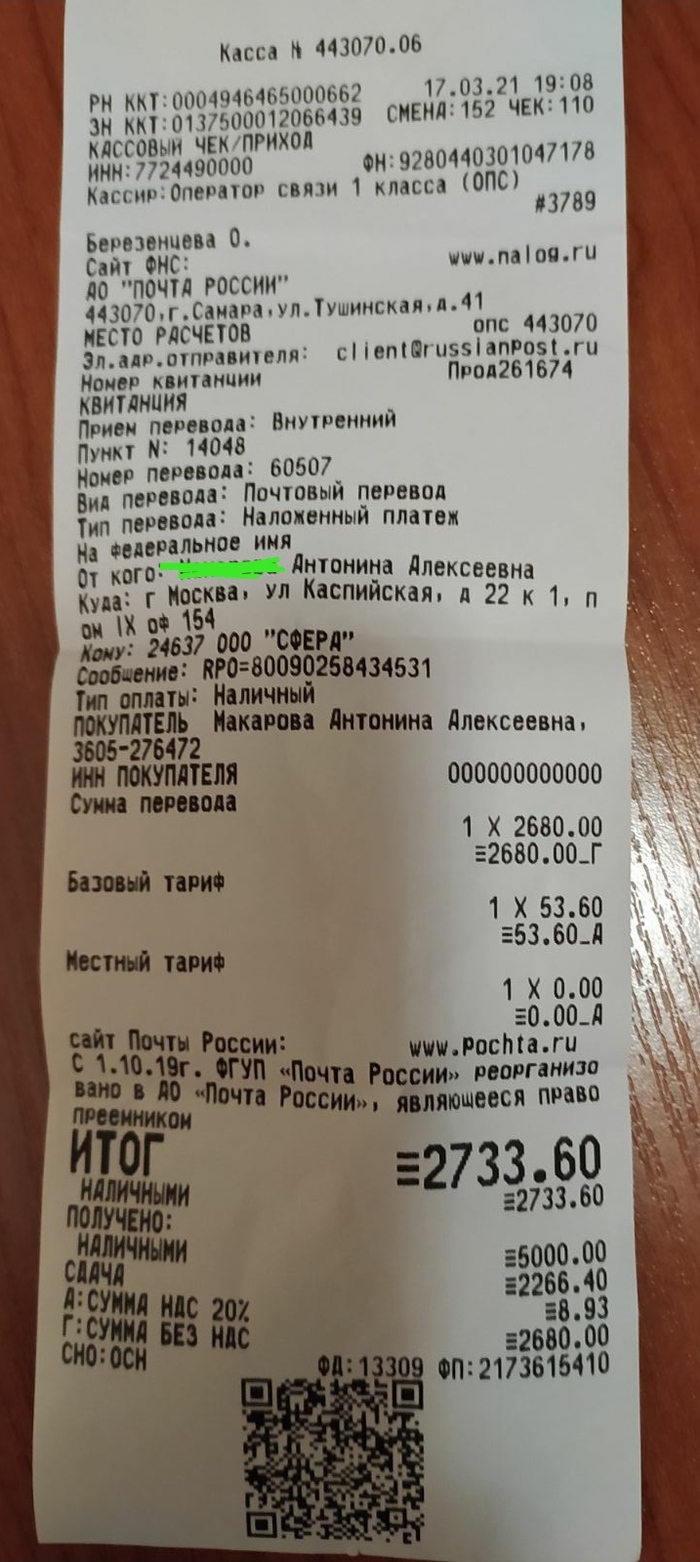 Касса № 443070.06
РН ККТ:0004946465000662 17.03.21 19:08
ЗН ККТ:0137500012066439 СМЕНА:152 ЧЕК:110
КАССОВЫЙ ЧЕК/ПРИХОД
ИНН:7724490000 ФН:9280440301047178
Кассир:Оператор связи 1 класса (ОПС)
#3789
Березенцева О.
Сайт ФНС: www.nalog.ru
АО "ПОЧТА РОССИИ"
443070,г.Самара,ул.Тушинская,д.41
МЕСТО РАСЧЕТОВ опс 443070
Эл.адр.отправителя: client@russianPost.ru
Номер квитанции Прод261674
КВИТАНЦИЯ
Прием перевода: Внутренний
Пункт N: 14048
Номер перевода: 60507
Вид перевода: Почтовый перевод
Тип перевода: Наложенный платеж
На федеральное имя
От кого: Антонина Алексеевна
Куда: г Москва, ул Каспийская, д 22 к 1, п
ом IX оф 154
Кому: 24637 ООО "СФЕРА"
Сообщение: RPO=80090258434531
Тип оплаты: Наличный
ПОКУПАТЕЛЬ Макарова Антонина Алексеевна,
3605-276472
ИНН ПОКУПАТЕЛЯ 000000000000
Сумма перевода
1 X 2680.00
≡2680.00_Г
Базовый тариф
1 X 53.60
≡53.60_А
Местный тариф
1 X 0.00
≡0.00_А
сайт Почты России: www.pochta.ru
С 1.10.19г. ФГУП «Почта России» реорганизо
вано в АО «Почта России», являющееся право
преемником
ИТОГ ≡2733.60
НАЛИЧНЫМИ ≡2733.60
ПОЛУЧЕНО:
НАЛИЧНЫМИ ≡5000.00
СДАЧА ≡2266.40
А:СУММА НДС 20% ≡8.93
Г:СУММА БЕЗ НДС ≡2680.00
СНО:ОСН ФД:13309 ФП:2173615410